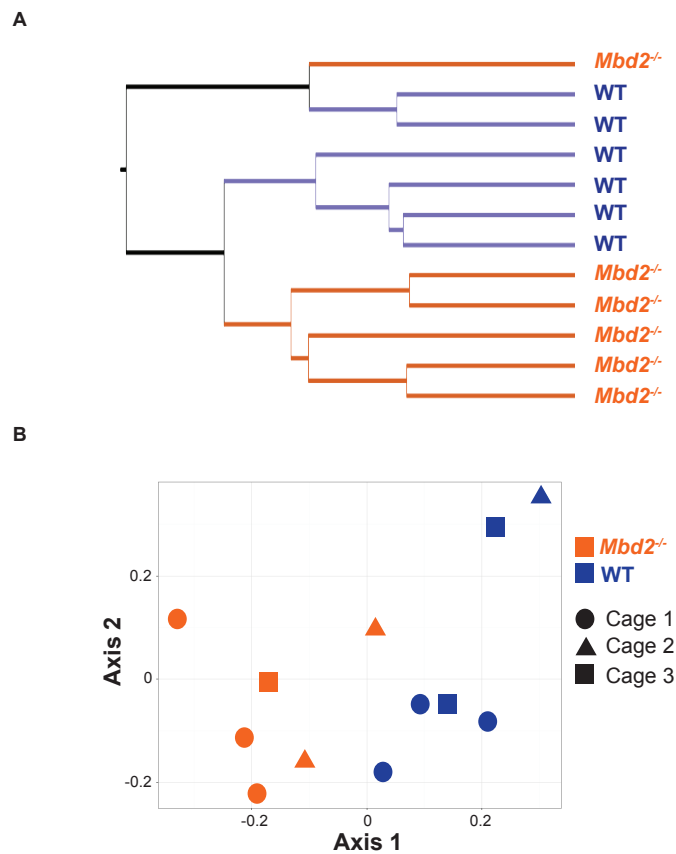 A
Mbd2-/-
WT
WT
WT
WT
WT
WT
Mbd2-/-
Mbd2-/-
Mbd2-/-
Mbd2-/-
Mbd2-/-
B
Axis 2
0.2
0
-0.2
-0.2
0
0.2
Axis 1
Mbd2-/-
WT
Cage 1
Cage 2
Cage 3